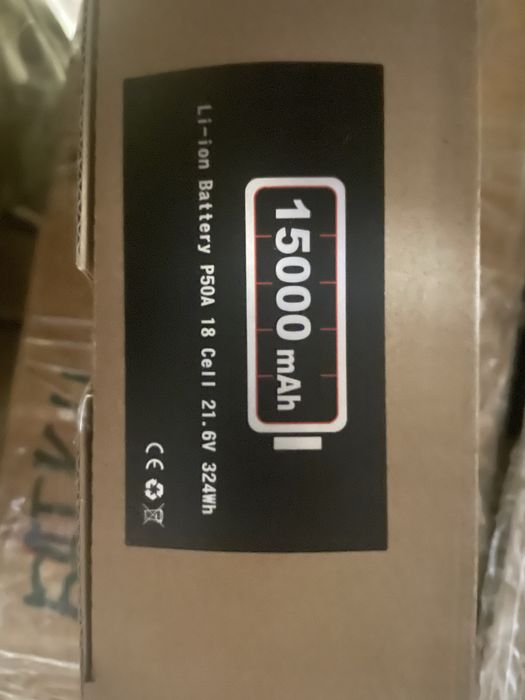 15000 mAh
Li-ion Battery P50A 18 Cell 21.6V 324Wh
CE